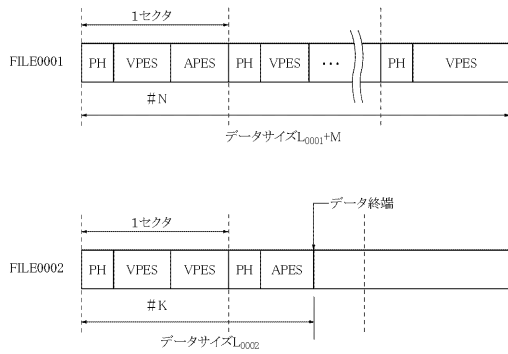 1セクタ
FILE0001 PH VPES APES PH VPES … PH VPES
#N
データサイズL0001+M
データ終端
1セクタ
FILE0002 PH VPES VPES PH APES
#K
データサイズL0002